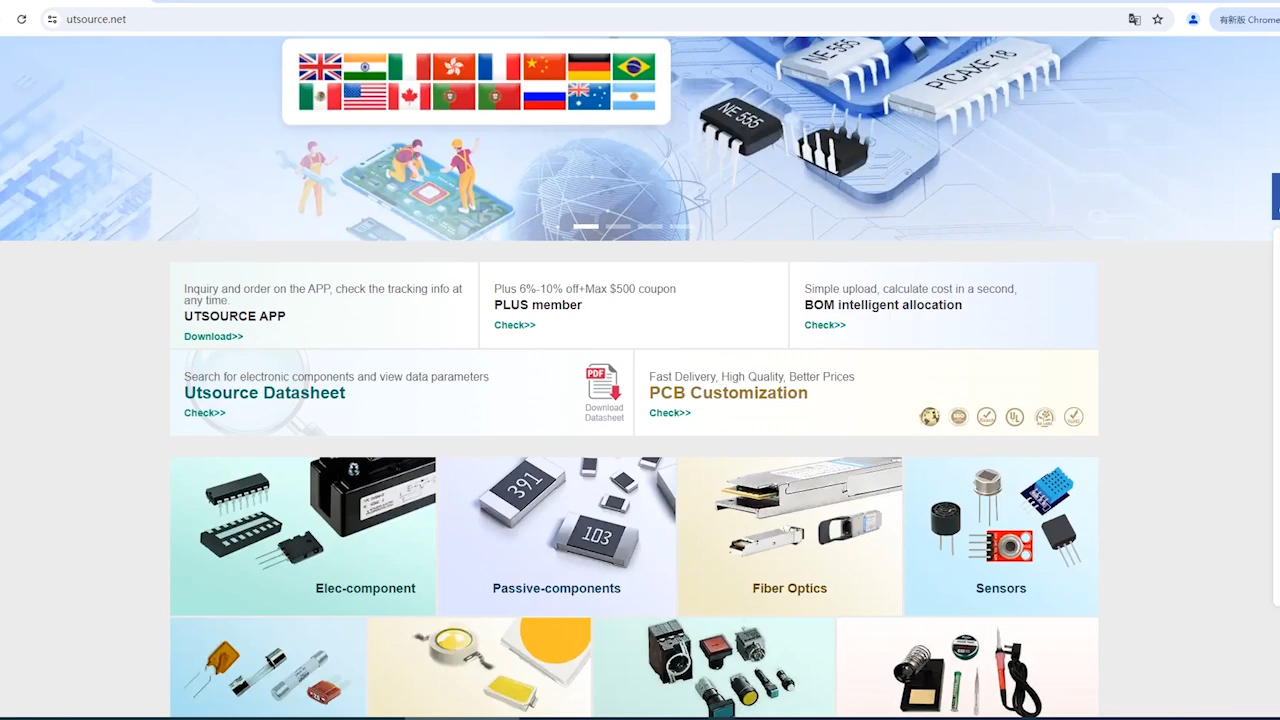 utsource.net
有新版 Chrome
NE 555
PICAXE-18
NE 555
Inquiry and order on the APP, check the tracking info at
any time.
UTSOURCE APP
Download>>
Plus 6%-10% off+Max $500 coupon
PLUS member
Check>>
Simple upload, calculate cost in a second,
BOM intelligent allocation
Check>>
Search for electronic components and view data parameters
Utsource Datasheet
Check>>
PDF
Download
Datasheet
Fast Delivery, High Quality, Better Prices
PCB Customization
Check>>
UL
391
103
Elec-component
Passive-components
Fiber Optics
Sensors